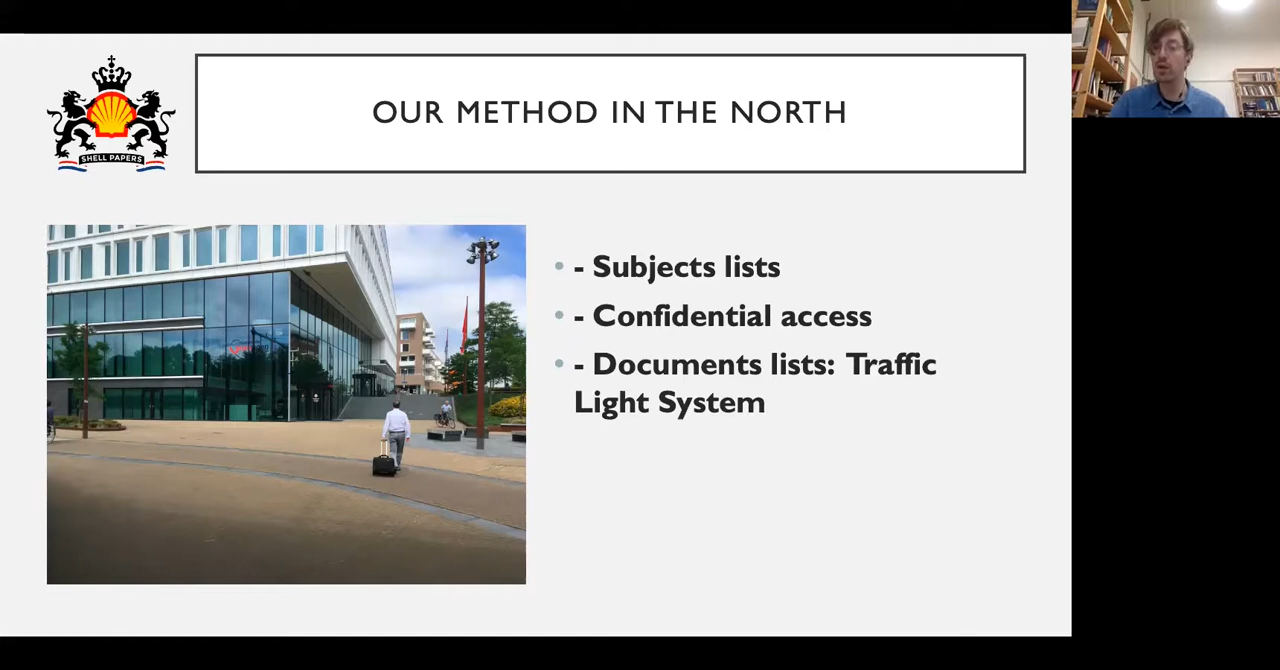 OUR METHOD IN THE NORTH
SHELL PAPERS
- Subjects lists
- Confidential access
- Documents lists: Traffic
Light System